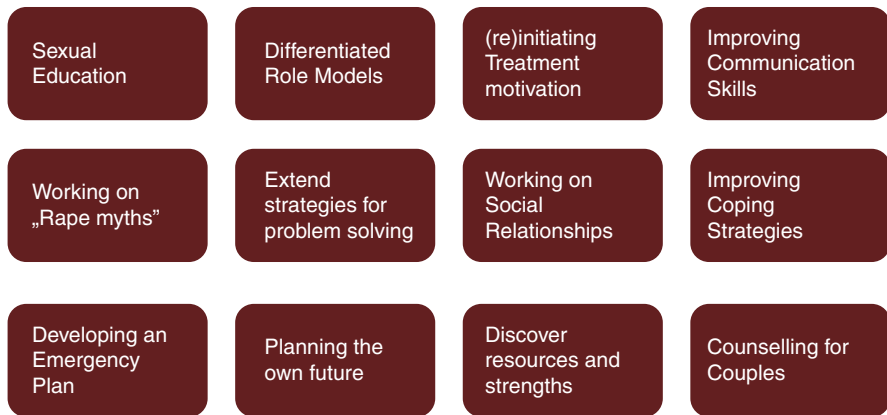 Sexual
Education
Differentiated
Role Models
(re)initiating
Treatment
motivation
Improving
Communication
Skills
Working on
„Rape myths”
Extend
strategies for
problem solving
Working on
Social
Relationships
Improving
Coping
Strategies
Developing an
Emergency
Plan
Planning the
own future
Discover
resources and
strengths
Counselling for
Couples